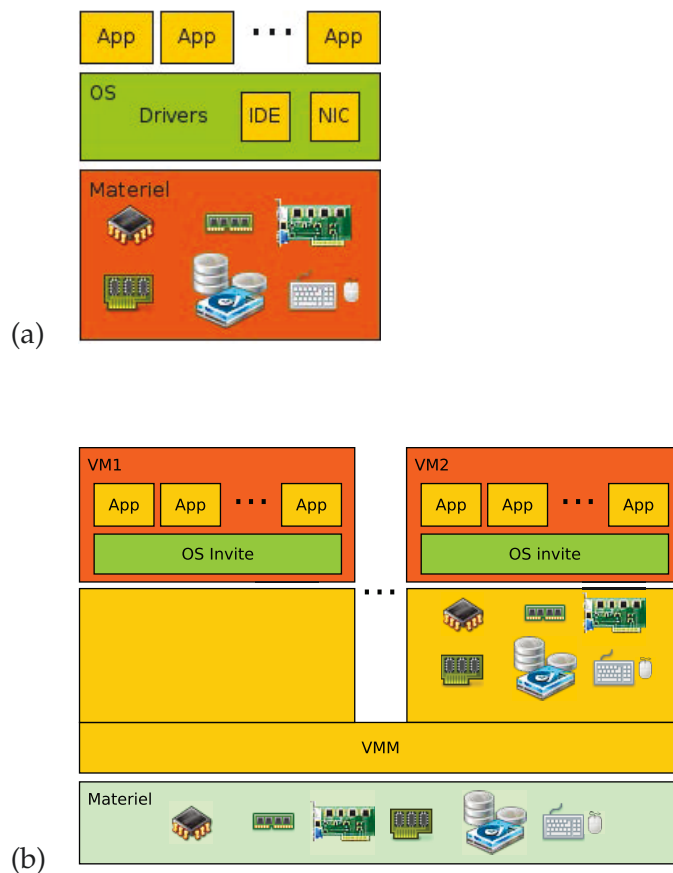 App App ... App
OS
Drivers IDE NIC
Materiel
(a)
VM1 VM2
App App ... App App App ... App
OS Invite OS invite
...
VMM
Materiel
(b)